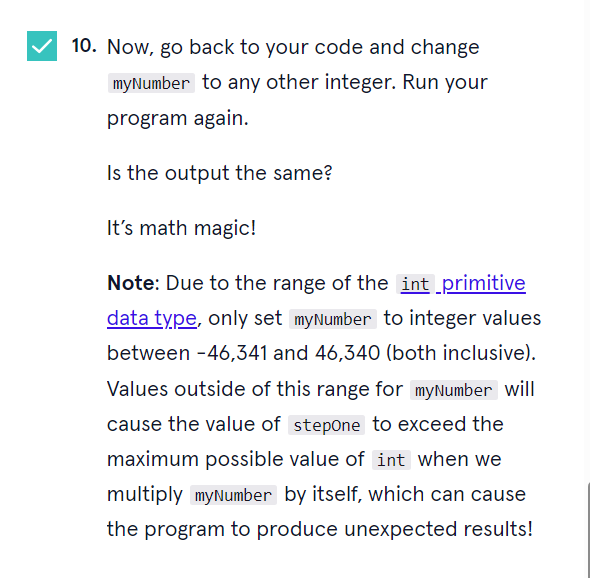 10. Now, go back to your code and change
myNumber to any other integer. Run your
program again.
Is the output the same?
It's math magic!
Note: Due to the range of the int primitive
data type, only set myNumber to integer values
between -46,341 and 46,340 (both inclusive).
Values outside of this range for myNumber will
cause the value of stepOne to exceed the
maximum possible value of int when we
multiply myNumber by itself, which can cause
the program to produce unexpected results!